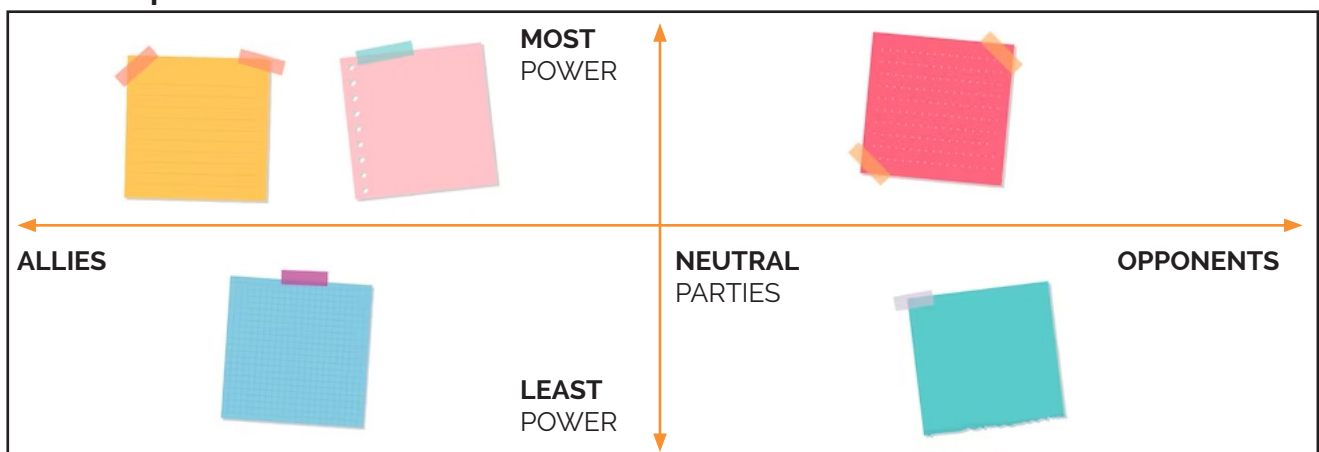 MOST
POWER
ALLIES
NEUTRAL
PARTIES
OPPONENTS
LEAST
POWER